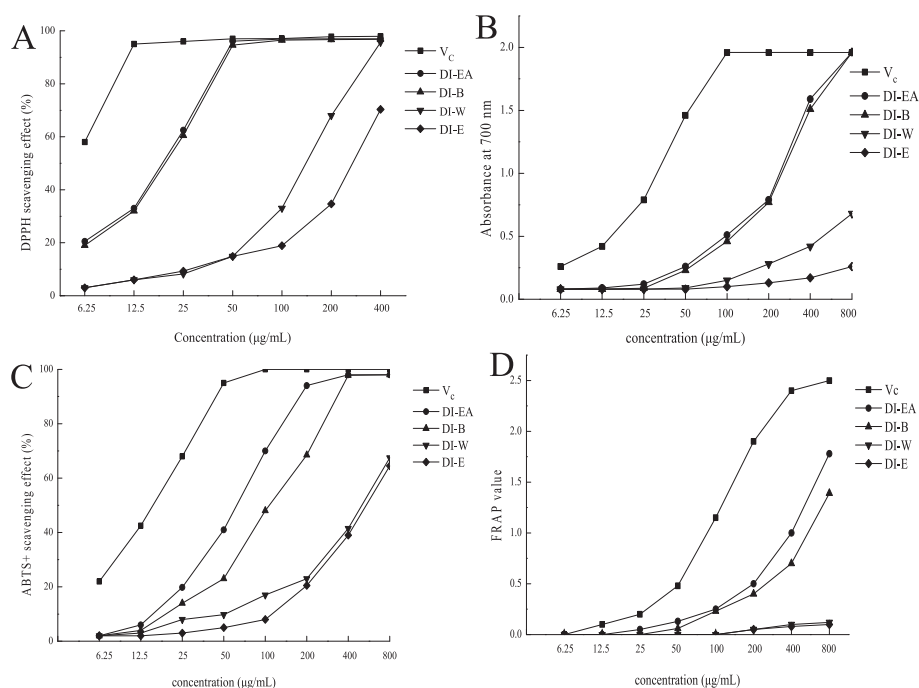 A
DPPH scavenging effect (%)
100
80
60
40
20
0
6.25 12.5 25 50 100 200 400
Concentration (μg/mL)
V_C
DI-EA
DI-B
DI-W
DI-E
B
Absorbance at 700 nm
2.0
1.5
1.0
0.5
0.0
6.25 12.5 25 50 100 200 400 800
concentration (μg/mL)
V_c
DI-EA
DI-B
DI-W
DI-E
C
ABTS+ scavenging effect (%)
100
80
60
40
20
0
6.25 12.5 25 50 100 200 400 800
concentration (μg/mL)
V_c
DI-EA
DI-B
DI-W
DI-E
D
FRAP value
2.5
2.0
1.5
1.0
0.5
0.0
6.25 12.5 25 50 100 200 400 800
concentration (μg/mL)
Vc
DI-EA
DI-B
DI-W
DI-E